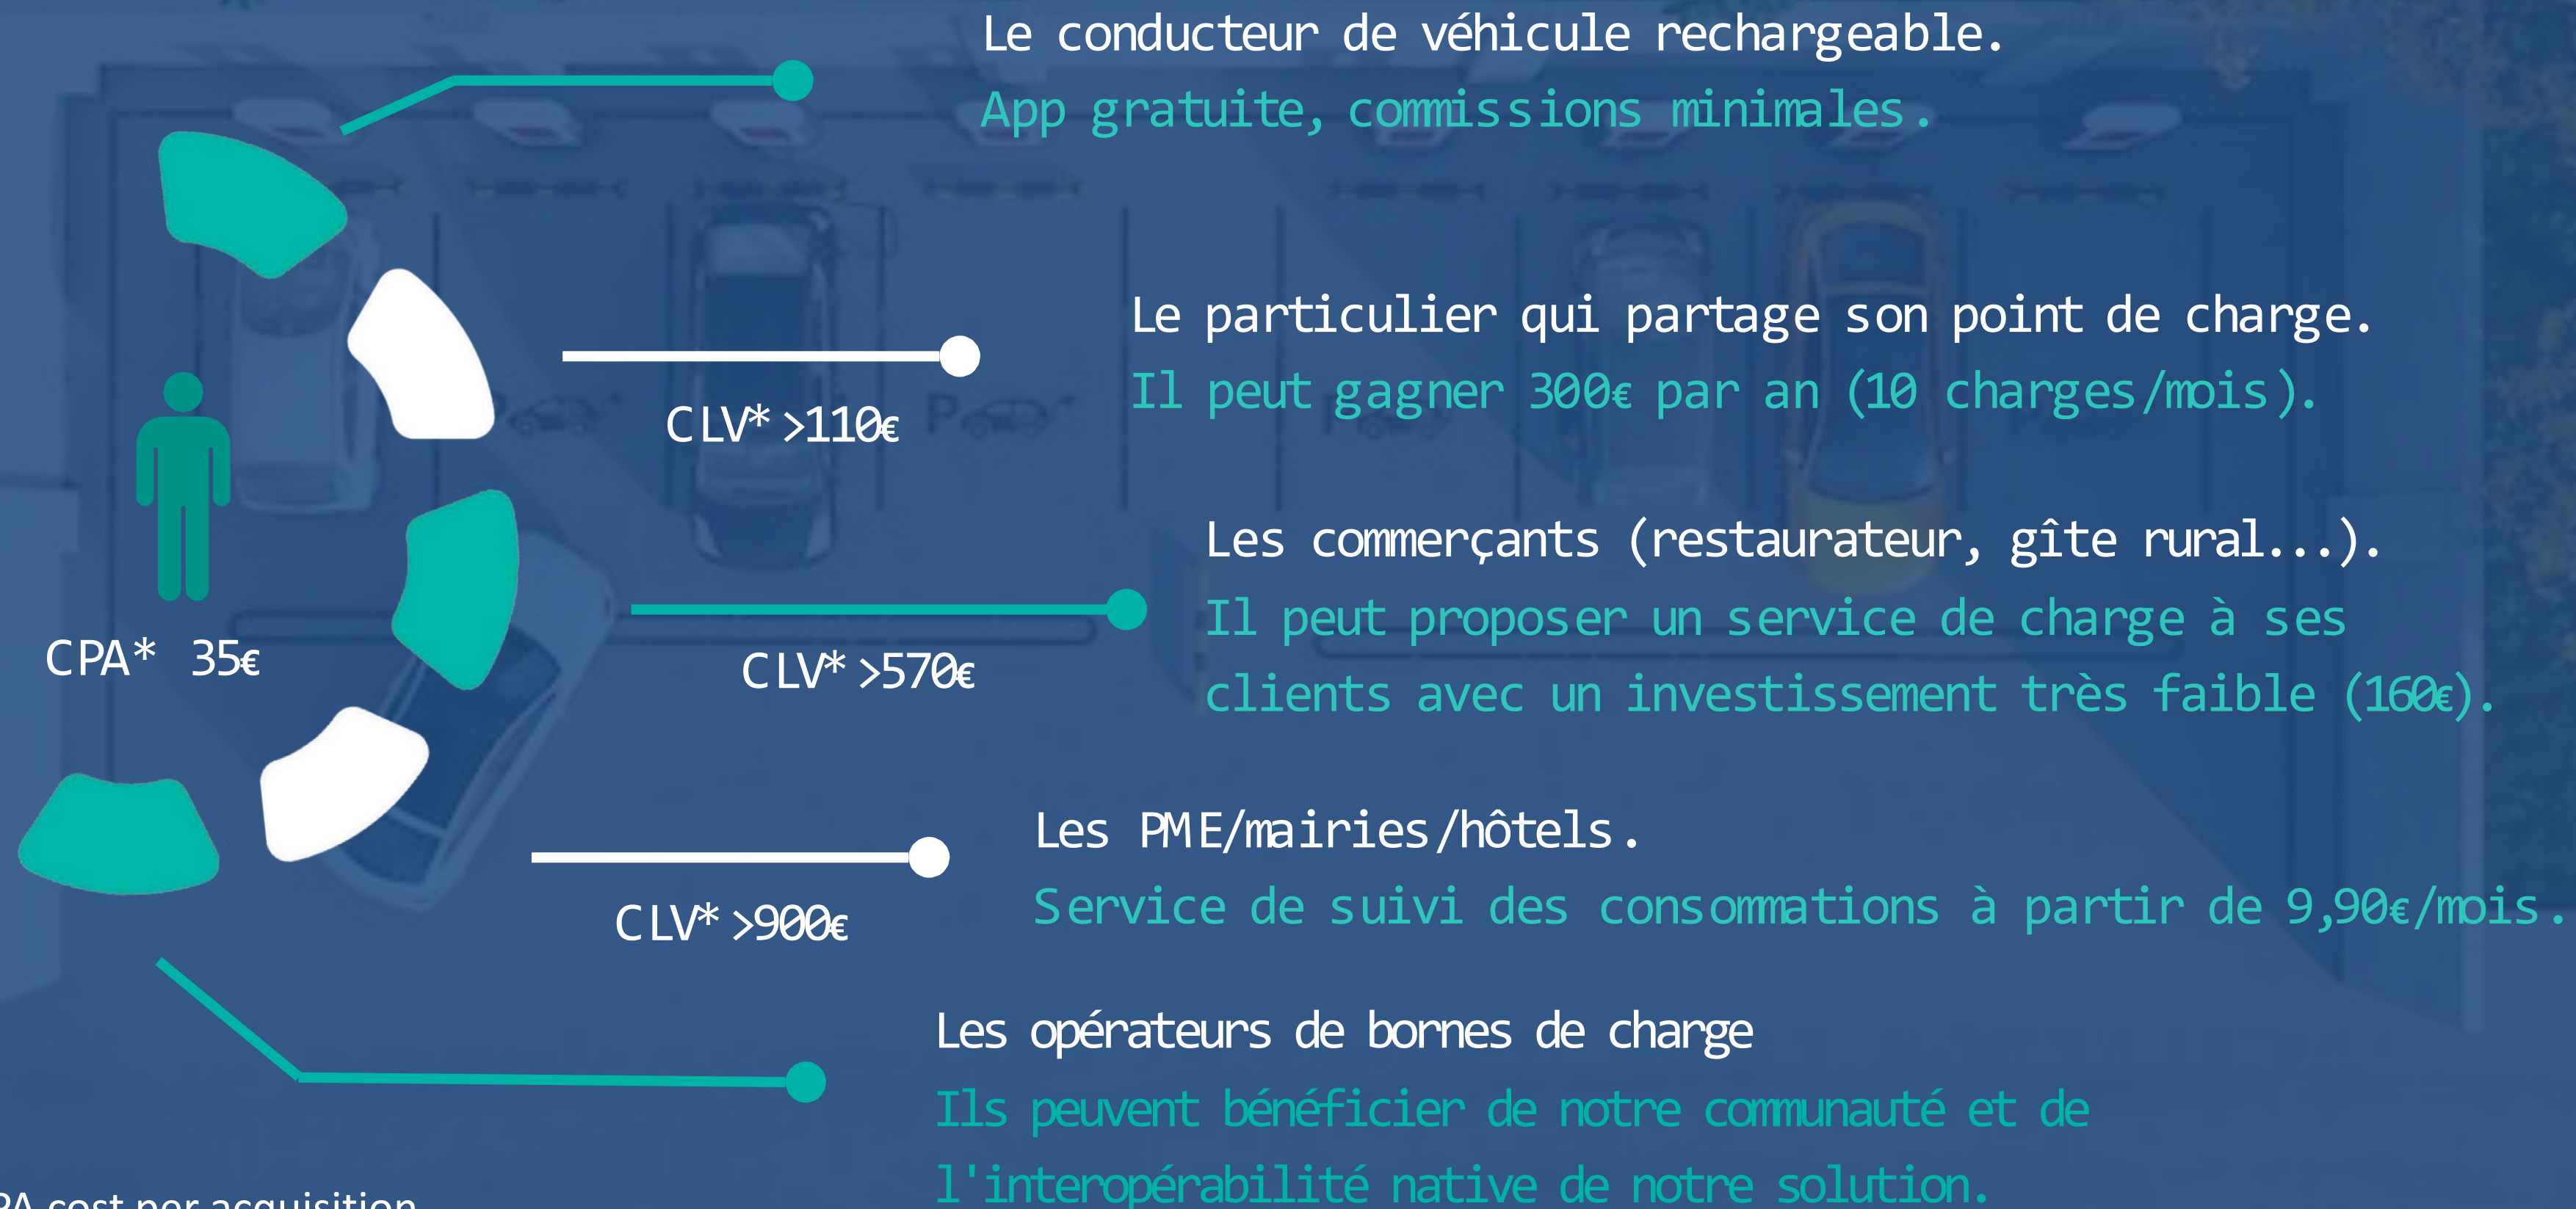 Le conducteur de véhicule rechargeable.
App gratuite, commissions minimales.
Le particulier qui partage son point de charge.
Il peut gagner 300€ par an (10 charges/mois).
CLV* >110€
Les commerçants (restaurateur, gîte rural...).
Il peut proposer un service de charge à ses
clients avec un investissement très faible (160€).
CPA* 35€
CLV* >570€
Les PME/mairies/hôtels.
Service de suivi des consommations à partir de 9,90€/mois.
CLV* >900€
Les opérateurs de bornes de charge
Ils peuvent bénéficier de notre communauté et de
l'interopérabilité native de notre solution.
PA cost per acquisition